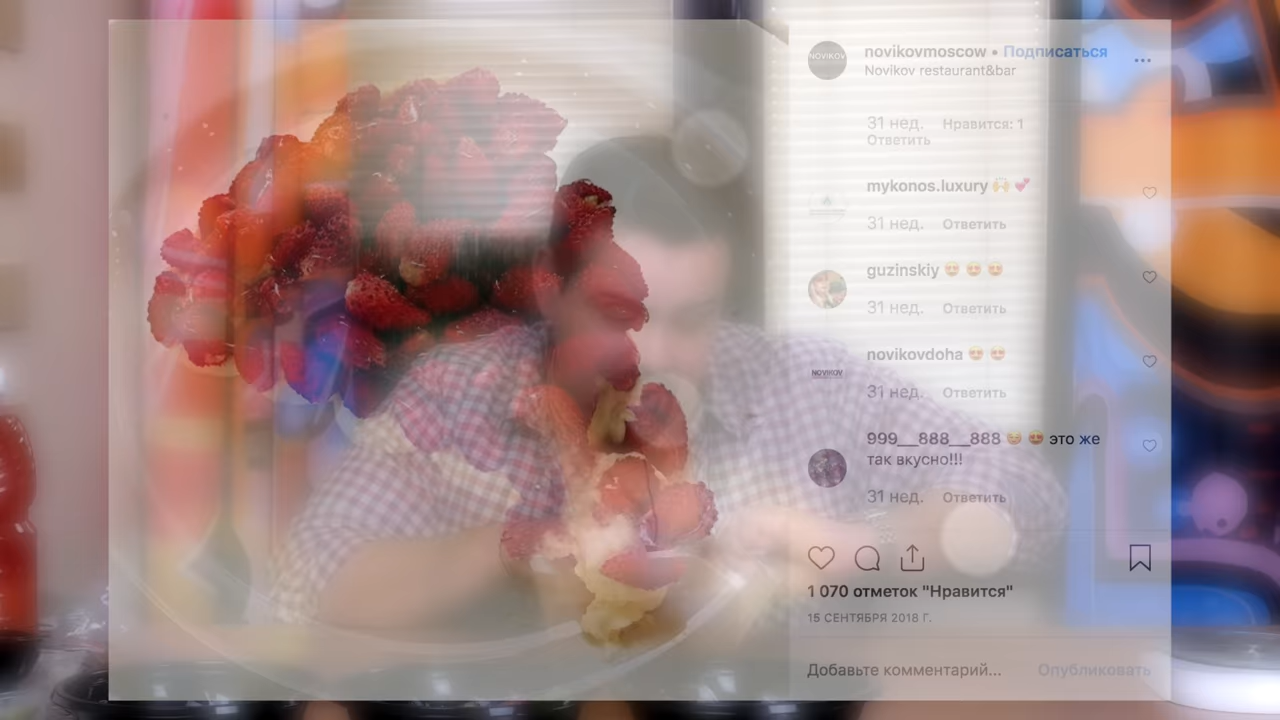 novikovmoscow • Подписаться
Novikov restaurant&bar
NOVIKOV
31 нед. Нравится: 1
Ответить
mykonos.luxury 🙌 💕
31 нед. Ответить
guzinskiy 😍 😍 😍
31 нед. Ответить
novikovdoha 😍 😍
NOVIKOV
31 нед. Ответить
999__888__888 😋 😍 это же
так вкусно!!!
31 нед. Ответить
1 070 отметок "Нравится"
15 СЕНТЯБРЯ 2018 Г.
Добавьте комментарий... Опубликовать